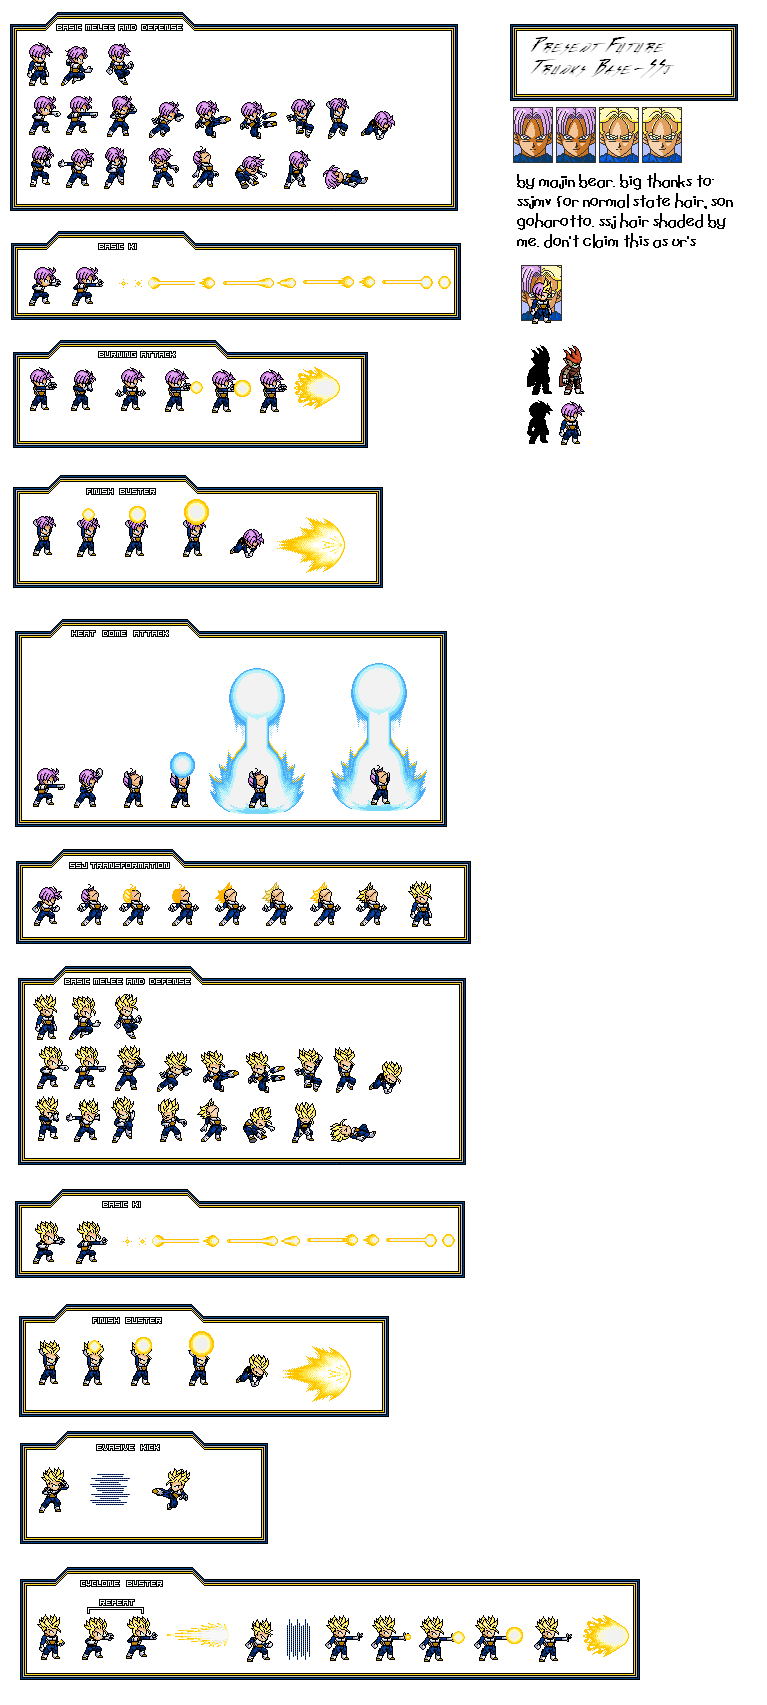 BASIC MELEE AND DEFENSE
Present Future
Trunks Base-SSj
by majin bear. big thanks to
ssjmv for normal state hair, son
goharotto. ssj hair shaded by
me. don't claim this as ur's
BASIC KI
BURNING ATTACK
FINISH BUSTER
HEAT DOME ATTACK
SSJ TRANSFORMATION
BASIC MELEE AND DEFENSE
BASIC KI
FINISH BUSTER
EVASIVE KICK
CYCLONE BUSTER
REPEAT